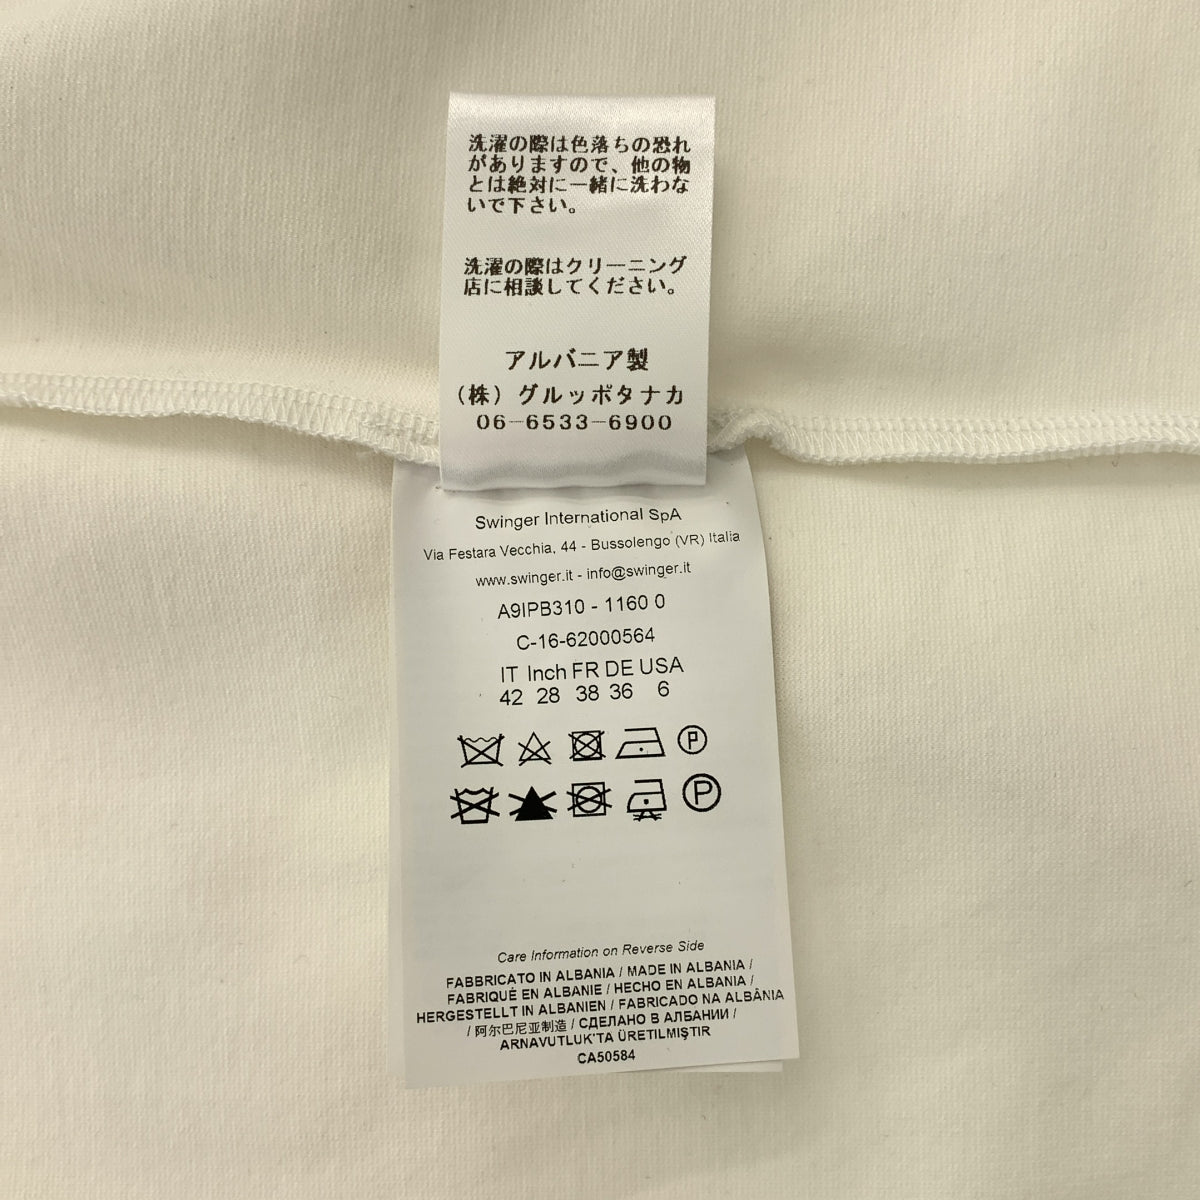 洗濯の際は色落ちの恐れ
がありますので、他の物
とは絶対に一緒に洗わな
いで下さい。
洗濯の際はクリーニング
店に相談してください。
アルバニア製
(株)グルッポタナカ
06-6533-6900
Swinger International SpA
Via Festara Vecchia, 44 - Bussolengo (VR) Italia
www.swinger.it - info@swinger.it
A9IPB310 - 1160 0
C-16-62000564
IT Inch FR DE USA
42 28 38 36 6
P
P
Care Information on Reverse Side
FABBRICATO IN ALBANIA / MADE IN ALBANIA /
FABRIQUÉ EN ALBANIE / HECHO EN ALBANIA /
HERGESTELLT IN ALBANIEN / FABRICADO NA ALBÂNIA
/ 阿尔巴尼亚制造 / СДЕЛАНО В АЛБАНИИ /
ARNAVUTLUK'TA ÜRETILMIŞTIR
CA50584